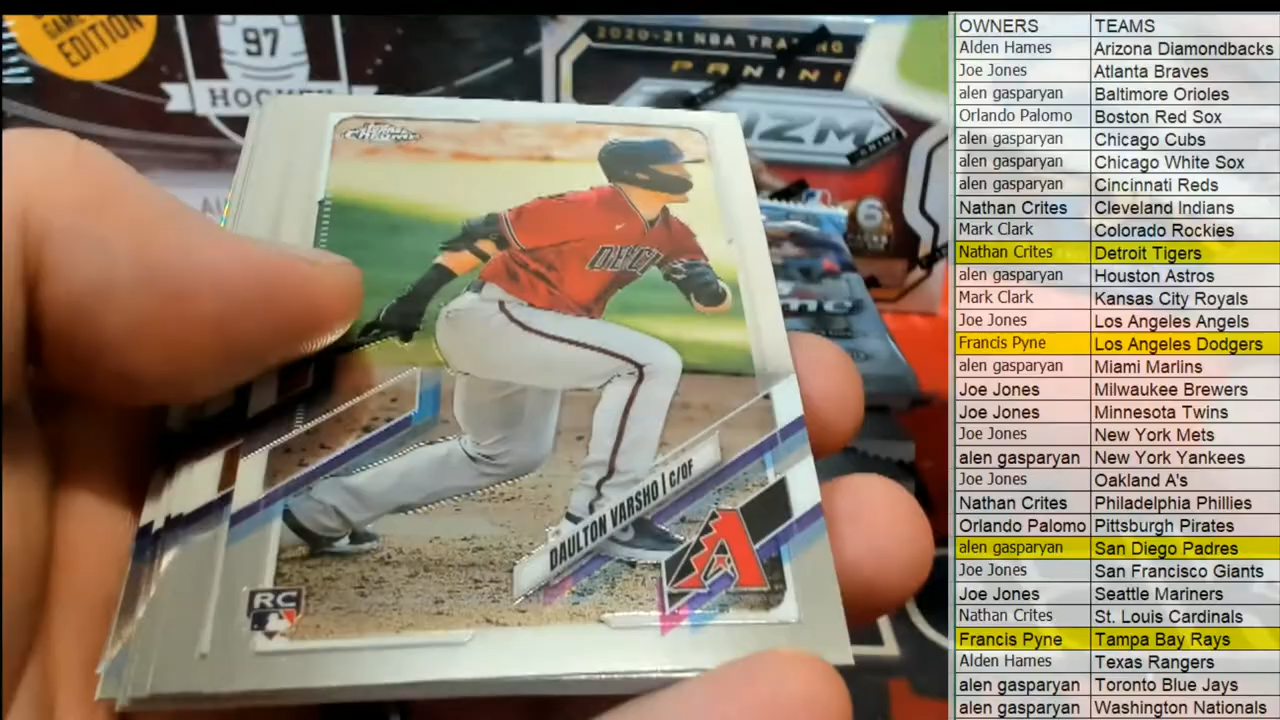 GAME
EDITION
97
HOCKEY
2020-21 NBA TRADING
PANINI
PRIZM
6
Topps Chrome
DAULTON VARSHO | C/OF
RC
OWNERS TEAMS
Alden Hames Arizona Diamondbacks
Joe Jones Atlanta Braves
alen gasparyan Baltimore Orioles
Orlando Palomo Boston Red Sox
alen gasparyan Chicago Cubs
alen gasparyan Chicago White Sox
alen gasparyan Cincinnati Reds
Nathan Crites Cleveland Indians
Mark Clark Colorado Rockies
Nathan Crites Detroit Tigers
alen gasparyan Houston Astros
Mark Clark Kansas City Royals
Joe Jones Los Angeles Angels
Francis Pyne Los Angeles Dodgers
alen gasparyan Miami Marlins
Joe Jones Milwaukee Brewers
Joe Jones Minnesota Twins
Joe Jones New York Mets
alen gasparyan New York Yankees
Joe Jones Oakland A's
Nathan Crites Philadelphia Phillies
Orlando Palomo Pittsburgh Pirates
alen gasparyan San Diego Padres
Joe Jones San Francisco Giants
Joe Jones Seattle Mariners
Nathan Crites St. Louis Cardinals
Francis Pyne Tampa Bay Rays
Alden Hames Texas Rangers
alen gasparyan Toronto Blue Jays
alen gasparyan Washington Nationals